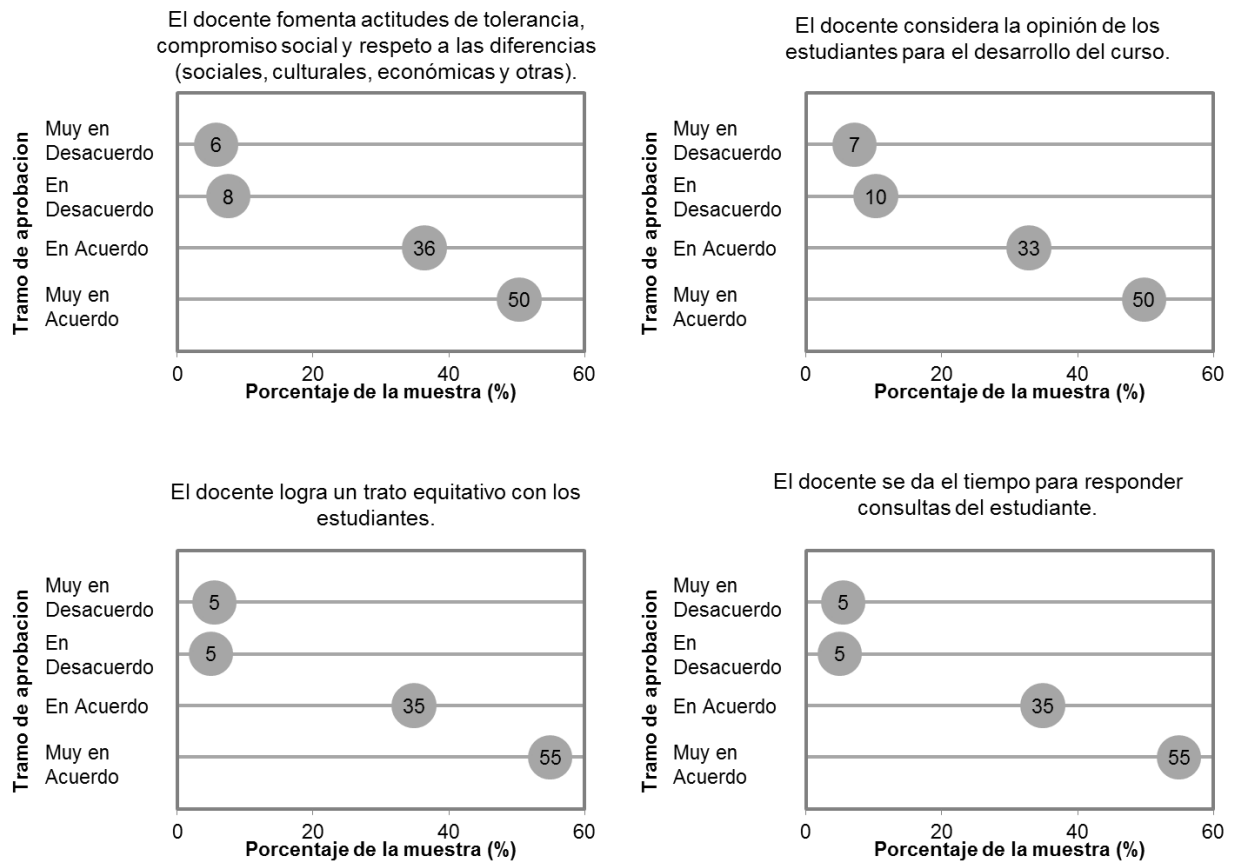 El docente fomenta actitudes de tolerancia,
compromiso social y respeto a las diferencias
(sociales, culturales, económicas y otras).
Tramo de aprobacion
Muy en
Desacuerdo
6
En
Desacuerdo
8
En Acuerdo
36
Muy en
Acuerdo
50
0 20 40 60
Porcentaje de la muestra (%)
El docente considera la opinión de los
estudiantes para el desarrollo del curso.
Tramo de aprobacion
Muy en
Desacuerdo
7
En
Desacuerdo
10
En Acuerdo
33
Muy en
Acuerdo
50
0 20 40 60
Porcentaje de la muestra (%)
El docente logra un trato equitativo con los
estudiantes.
Tramo de aprobacion
Muy en
Desacuerdo
5
En
Desacuerdo
5
En Acuerdo
35
Muy en
Acuerdo
55
0 20 40 60
Porcentaje de la muestra (%)
El docente se da el tiempo para responder
consultas del estudiante.
Tramo de aprobacion
Muy en
Desacuerdo
5
En
Desacuerdo
5
En Acuerdo
35
Muy en
Acuerdo
55
0 20 40 60
Porcentaje de la muestra (%)